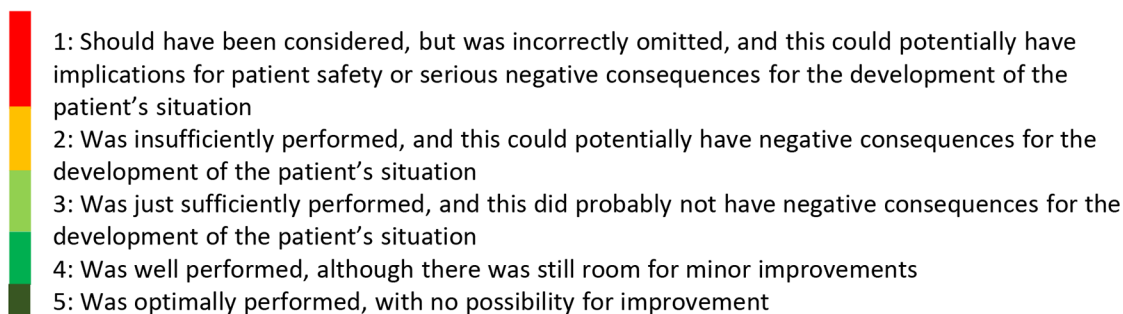 1: Should have been considered, but was incorrectly omitted, and this could potentially have
implications for patient safety or serious negative consequences for the development of the
patient’s situation
2: Was insufficiently performed, and this could potentially have negative consequences for the
development of the patient’s situation
3: Was just sufficiently performed, and this did probably not have negative consequences for the
development of the patient’s situation
4: Was well performed, although there was still room for minor improvements
5: Was optimally performed, with no possibility for improvement